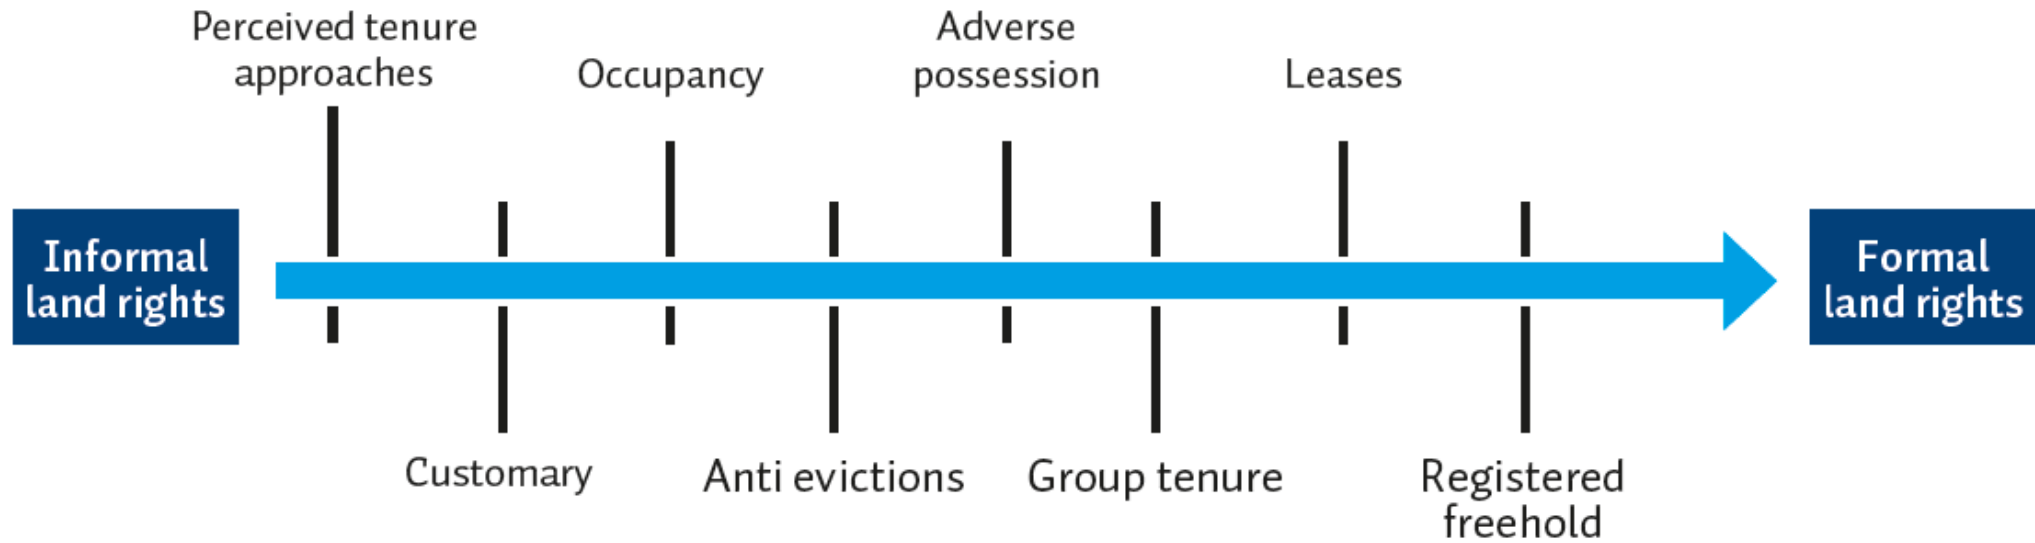 Perceived tenure
approaches
Occupancy
Adverse
possession
Leases
Informal
land rights
Formal
land rights
Customary
Anti evictions
Group tenure
Registered
freehold